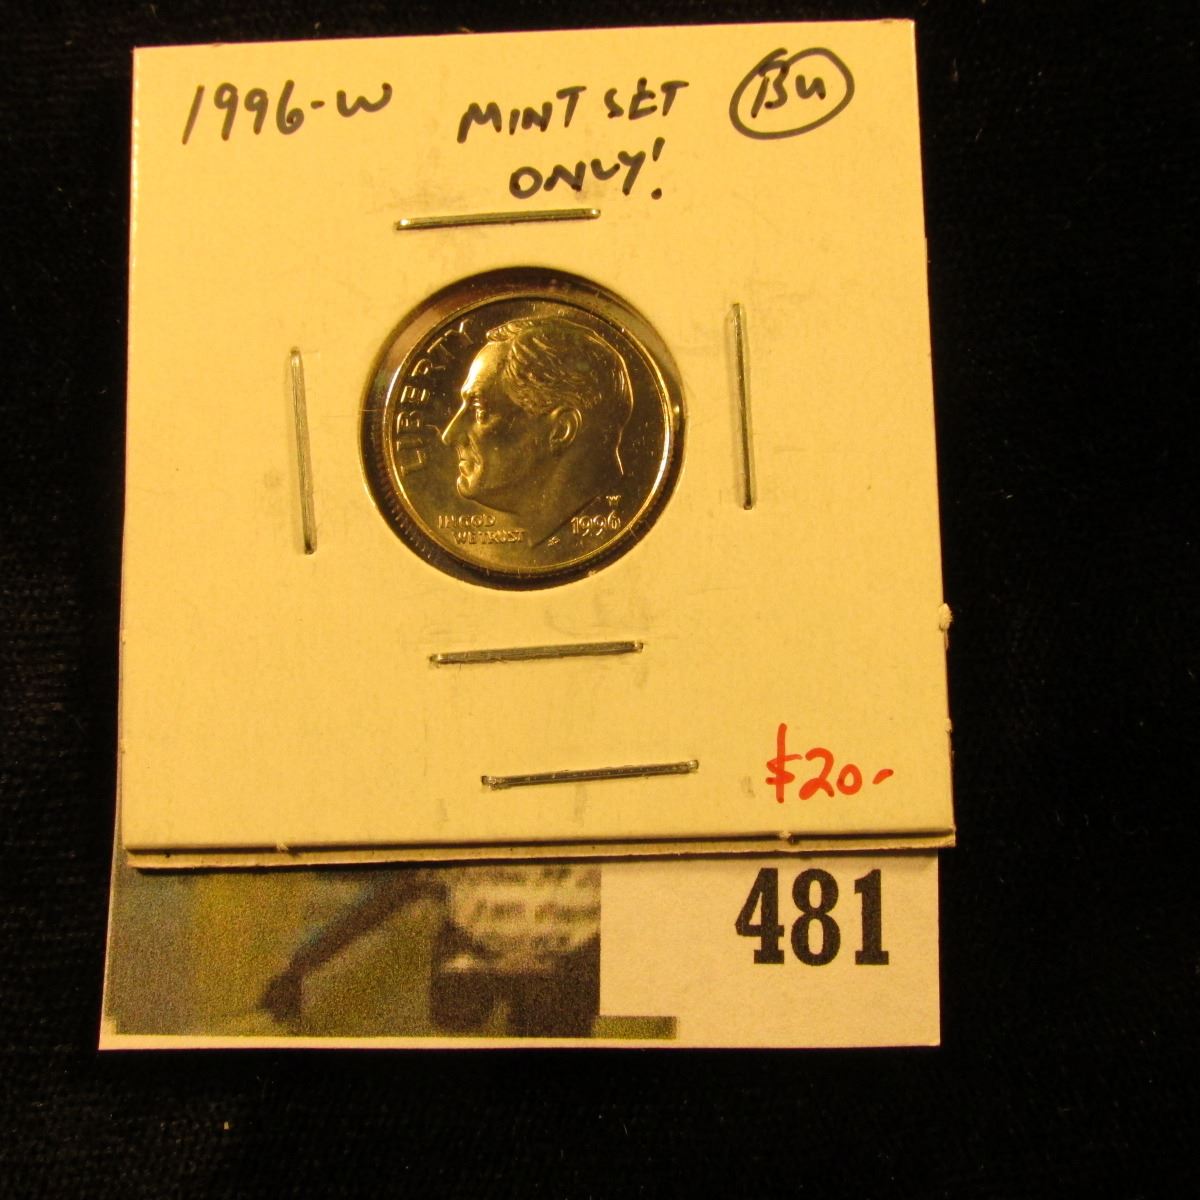 1996-W MINT SET BU
ONLY!
LIBERTY
W
IN GOD
WE TRUST
1996
$20-
481